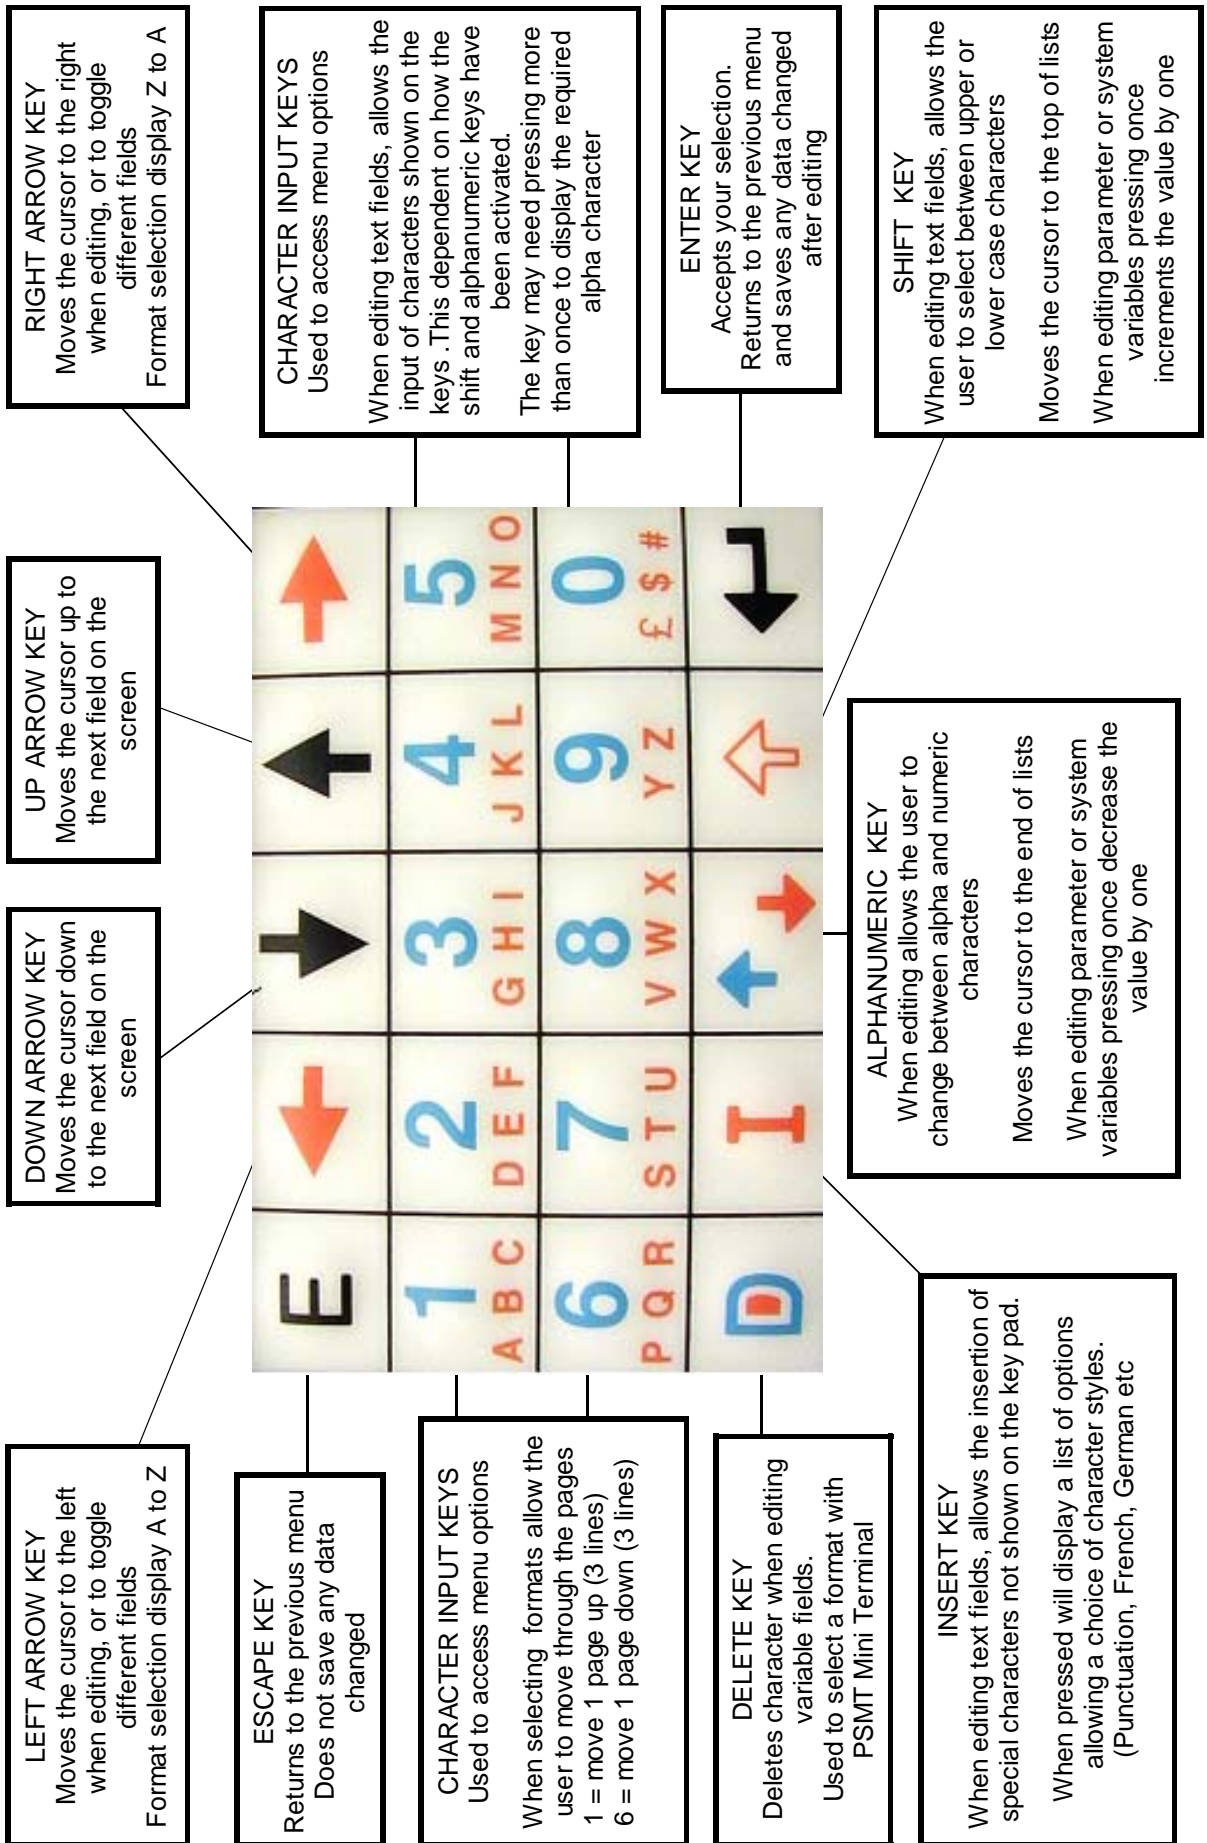 LEFT ARROW KEY
Moves the cursor to the left
when editing, or to toggle
different fields
Format selection display A to Z
DOWN ARROW KEY
Moves the cursor down
to the next field on the
screen
UP ARROW KEY
Moves the cursor up to
the next field on the
screen
RIGHT ARROW KEY
Moves the cursor to the right
when editing, or to toggle
different fields
Format selection display Z to A
ESCAPE KEY
Returns to the previous menu
Does not save any data
changed
CHARACTER INPUT KEYS
Used to access menu options
When selecting formats allow the
user to move through the pages
1 = move 1 page up (3 lines)
6 = move 1 page down (3 lines)
DELETE KEY
Deletes character when editing
variable fields.
Used to select a format with
PSMT Mini Terminal
E
1 2 3 4 5
A B C D E F G H I J K L M N O
6 7 8 9 0
P Q R S T U V W X Y Z £ $ #
D I
CHARACTER INPUT KEYS
Used to access menu options
When editing text fields, allows the
input of characters shown on the
keys .This dependent on how the
shift and alphanumeric keys have
been activated.
The key may need pressing more
than once to display the required
alpha character
ENTER KEY
Accepts your selection.
Returns to the previous menu
and saves any data changed
after editing
INSERT KEY
When editing text fields, allows the insertion of
special characters not shown on the key pad.
When pressed will display a list of options
allowing a choice of character styles.
(Punctuation, French, German etc
ALPHANUMERIC KEY
When editing allows the user to
change between alpha and numeric
characters
Moves the cursor to the end of lists
When editing parameter or system
variables pressing once decrease the
value by one
SHIFT KEY
When editing text fields, allows the
user to select between upper or
lower case characters
Moves the cursor to the top of lists
When editing parameter or system
variables pressing once
increments the value by one